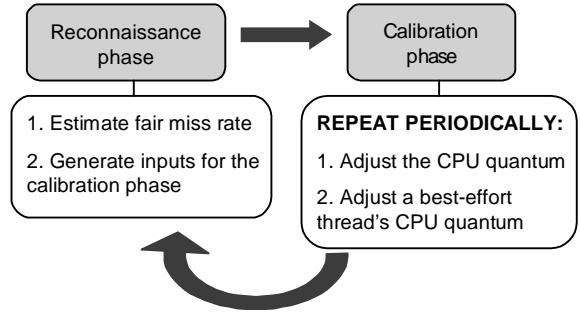 Reconnaissance
phase
Calibration
phase
1. Estimate fair miss rate
2. Generate inputs for the
calibration phase
REPEAT PERIODICALLY:
1. Adjust the CPU quantum
2. Adjust a best-effort
thread's CPU quantum